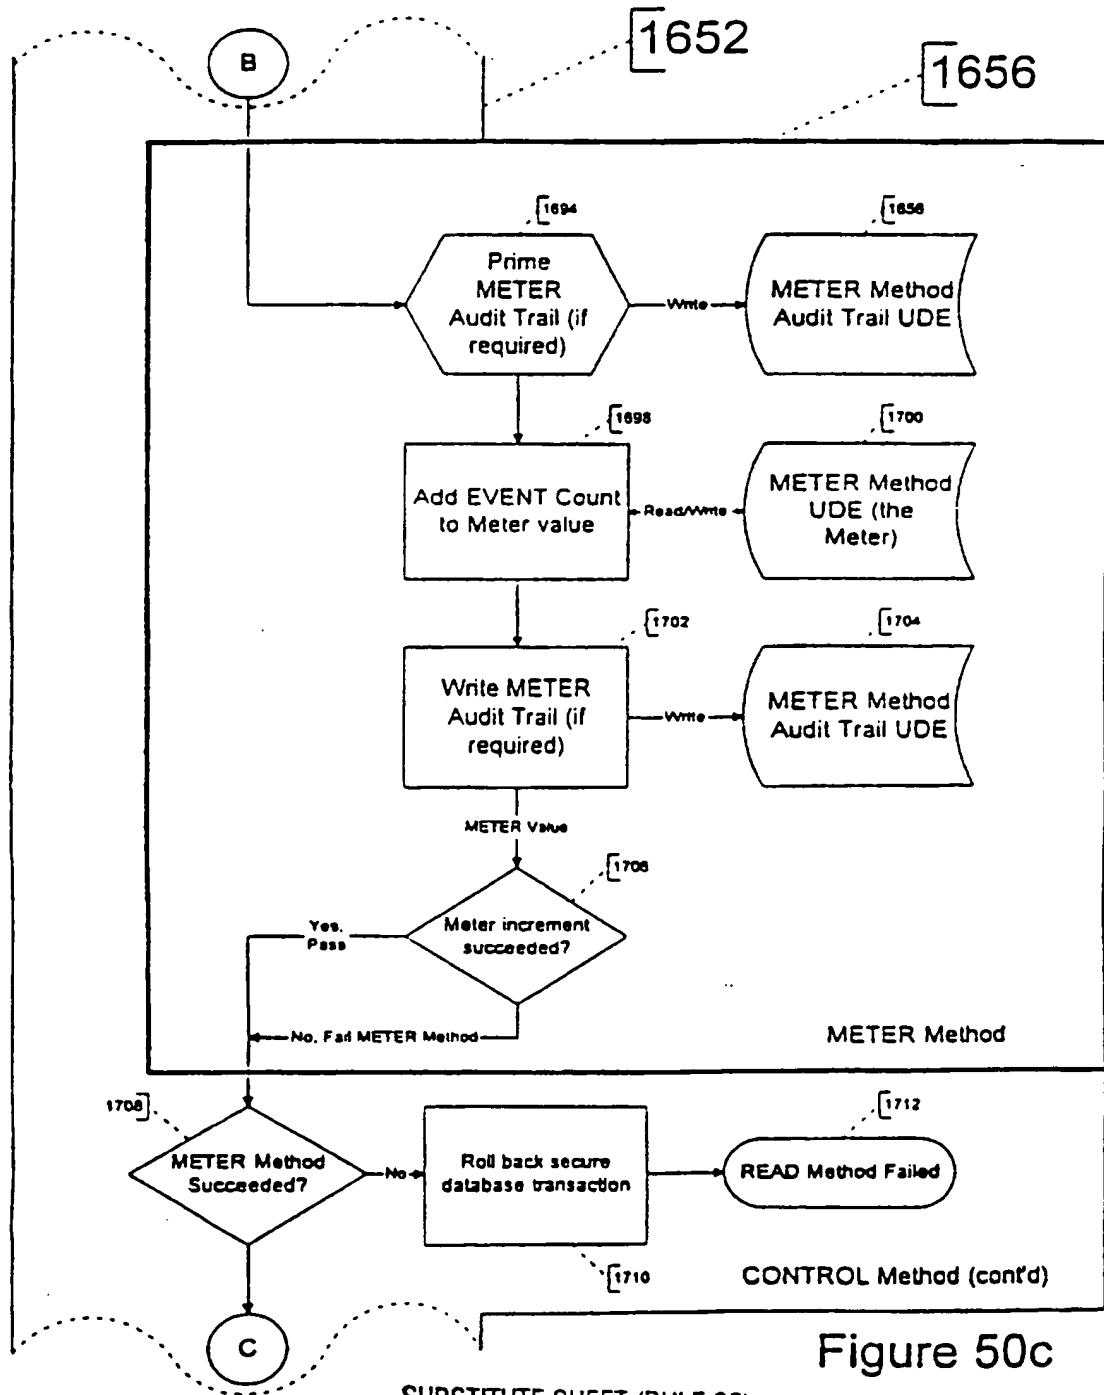 B
1652
1656
1694
Prime
METER
Audit Trail (if
required)
Write
1656
METER Method
Audit Trail UDE
1698
Add EVENT Count
to Meter value
Read/Write
1700
METER Method
UDE (the
Meter)
1702
Write METER
Audit Trail (if
required)
Write
1704
METER Method
Audit Trail UDE
METER Value
1706
Meter increment
succeeded?
Yes,
Pass
No, Fail METER Method
METER Method
1708
METER Method
Succeeded?
No
Roll back secure
database transaction
1710
1712
READ Method Failed
CONTROL Method (cont'd)
C
Figure 50c